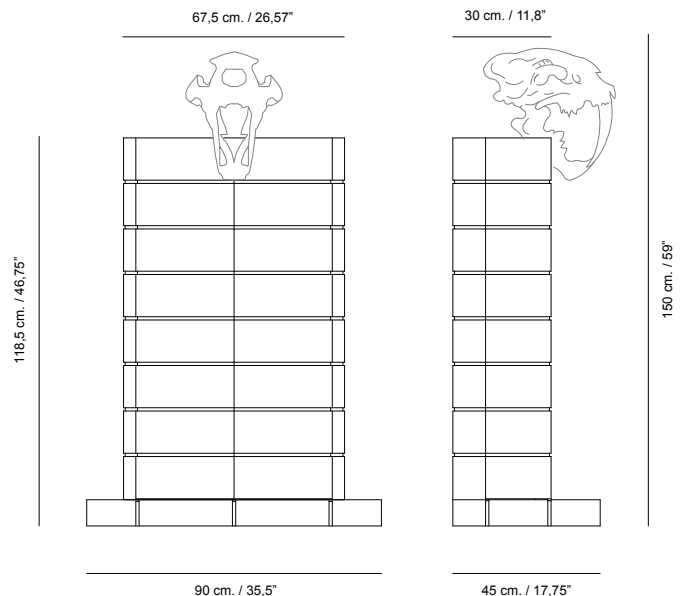 67,5 cm. / 26,57”
30 cm. / 11,8”
118,5 cm. / 46,75”
150 cm. / 59”
90 cm. / 35,5”
45 cm. / 17,75”